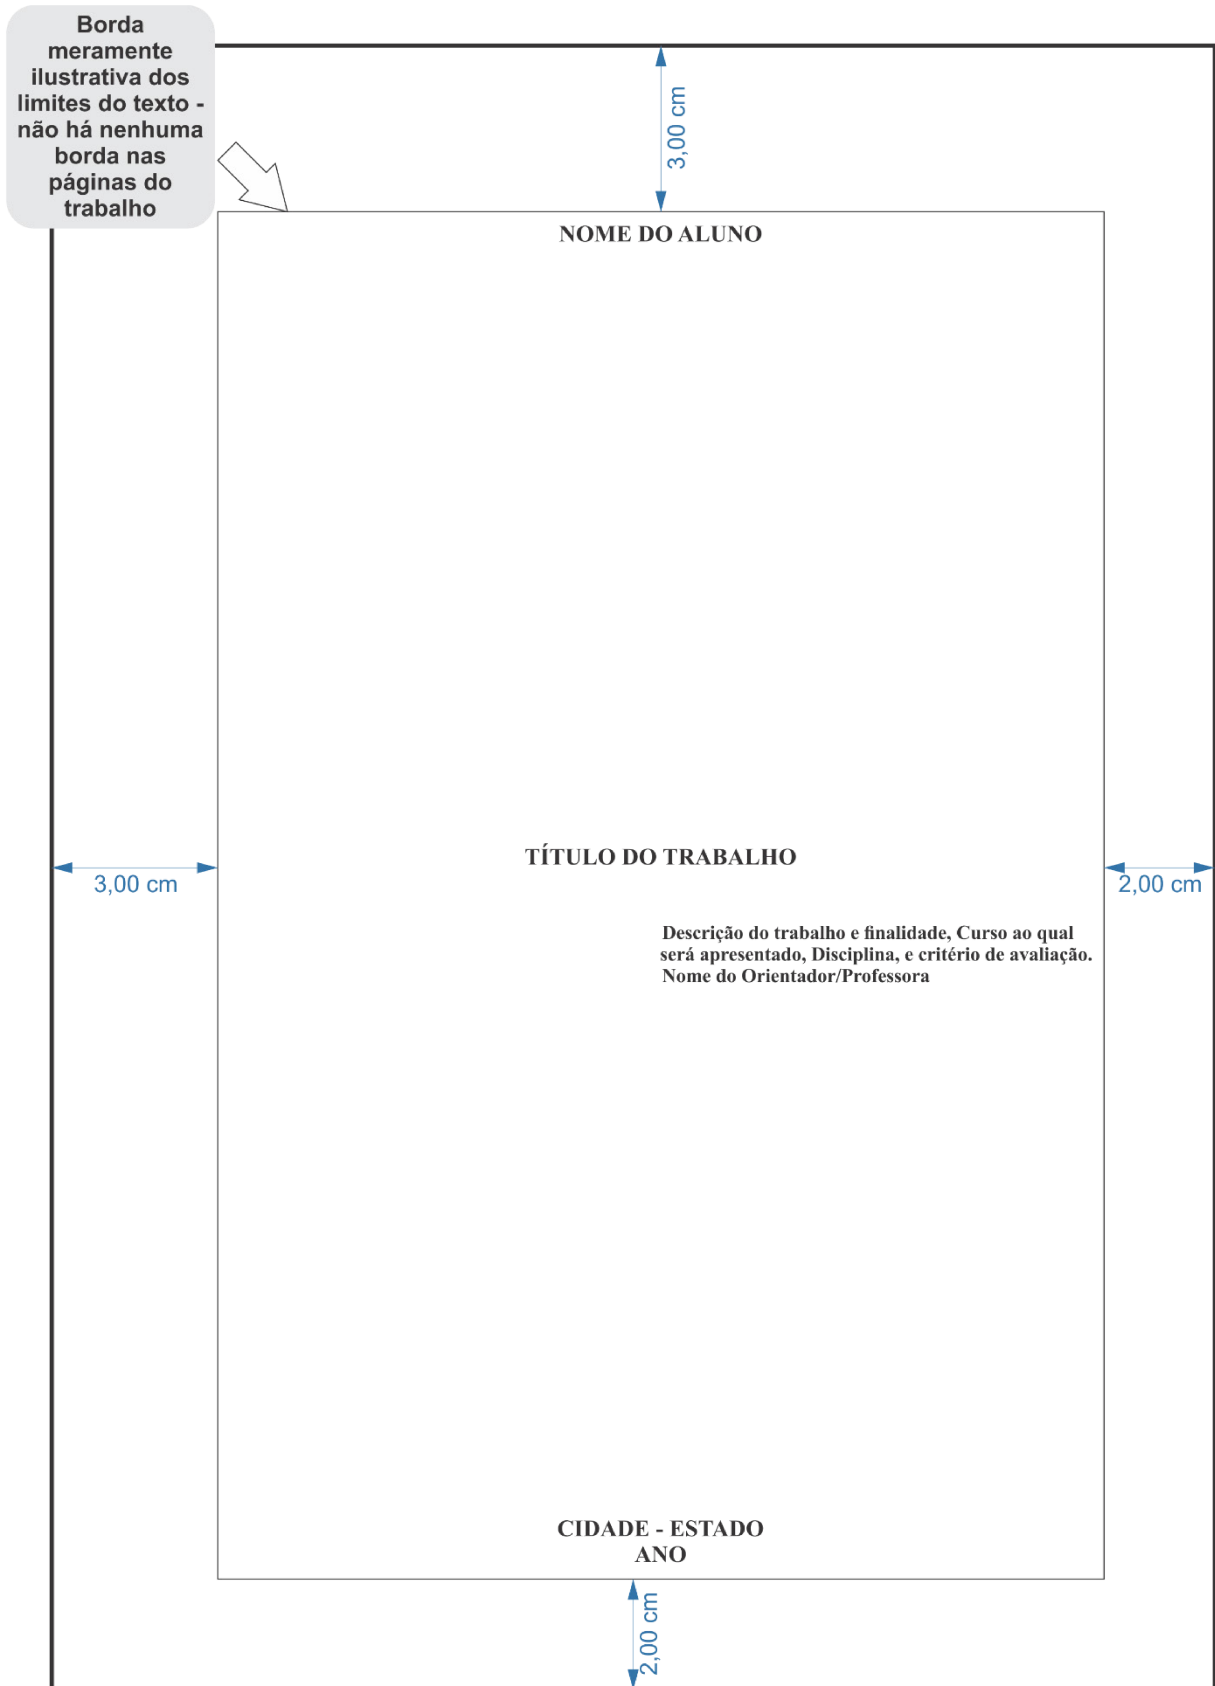 Borda
meramente
ilustrativa dos
limites do texto -
não há nenhuma
borda nas
páginas do
trabalho
3,00 cm
NOME DO ALUNO
TÍTULO DO TRABALHO
3,00 cm
2,00 cm
Descrição do trabalho e finalidade, Curso ao qual
será apresentado, Disciplina, e critério de avaliação.
Nome do Orientador/Professora
CIDADE - ESTADO
ANO
2,00 cm